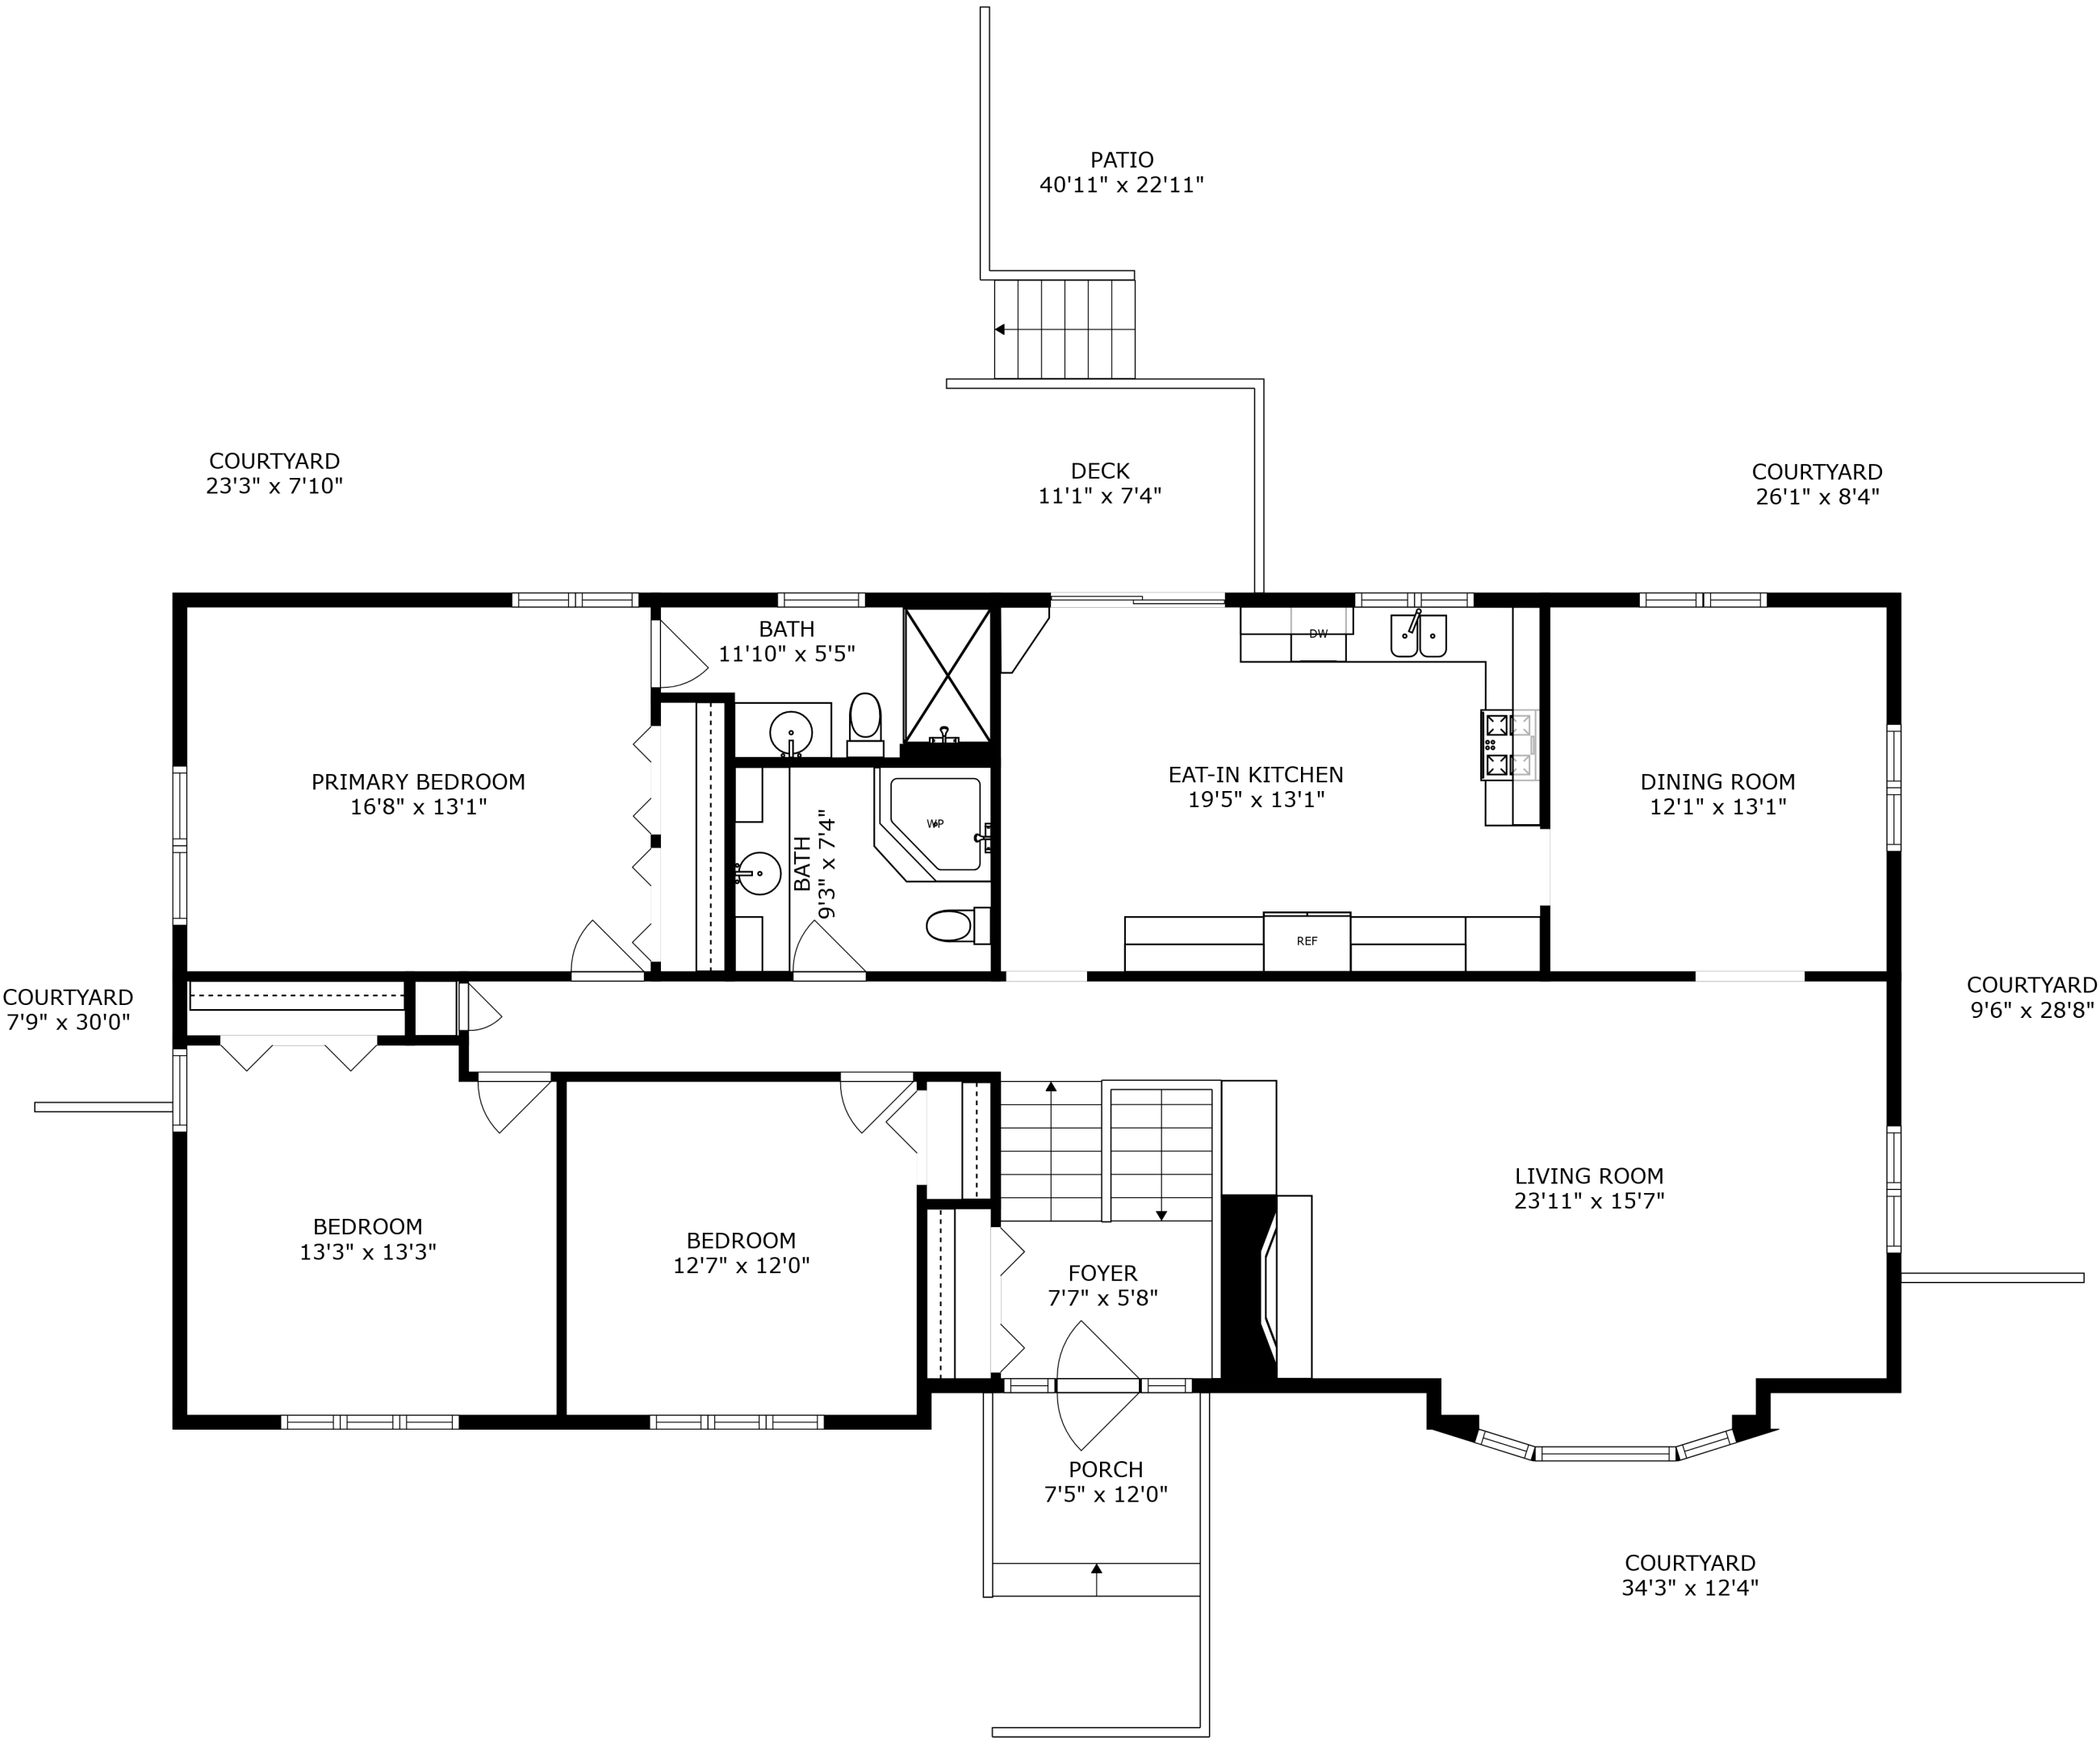 PATIO
40'11" x 22'11"
COURTYARD
23'3" x 7'10"
DECK
11'1" x 7'4"
COURTYARD
26'1" x 8'4"
BATH
11'10" x 5'5"
DW
PRIMARY BEDROOM
16'8" x 13'1"
EAT-IN KITCHEN
19'5" x 13'1"
DINING ROOM
12'1" x 13'1"
WP
BATH
9'3" x 7'4"
REF
COURTYARD
7'9" x 30'0"
COURTYARD
9'6" x 28'8"
LIVING ROOM
23'11" x 15'7"
BEDROOM
13'3" x 13'3"
BEDROOM
12'7" x 12'0"
FOYER
7'7" x 5'8"
PORCH
7'5" x 12'0"
COURTYARD
34'3" x 12'4"